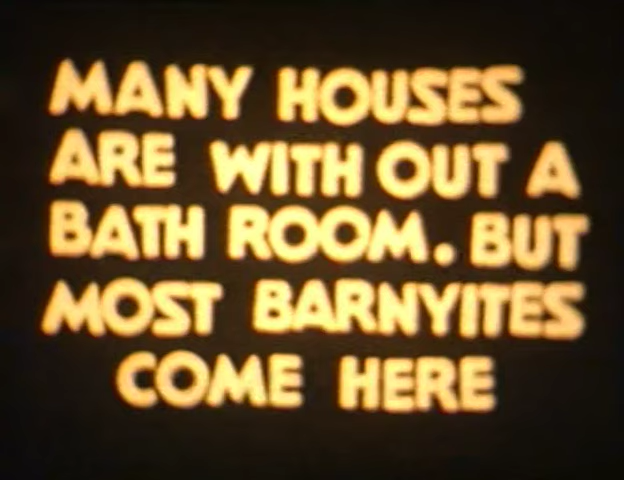 MANY HOUSES
ARE WITH OUT A
BATH ROOM. BUT
MOST BARNYITES
COME HERE